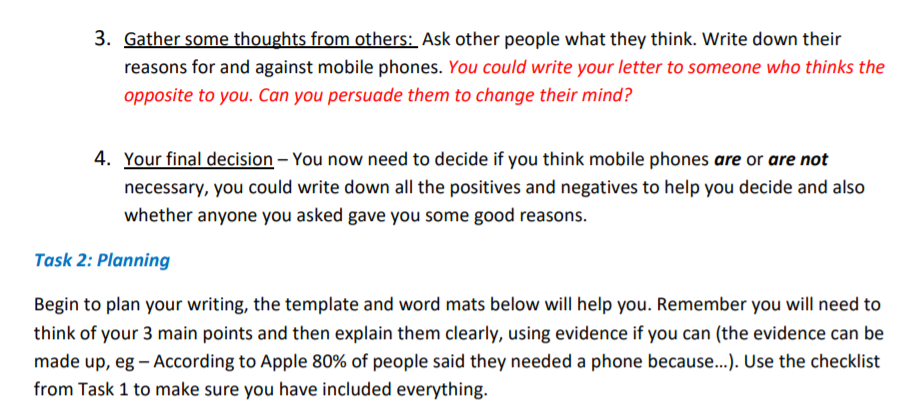 3. Gather some thoughts from others: Ask other people what they think. Write down their
reasons for and against mobile phones. You could write your letter to someone who thinks the
opposite to you. Can you persuade them to change their mind?
4. Your final decision – You now need to decide if you think mobile phones are or are not
necessary, you could write down all the positives and negatives to help you decide and also
whether anyone you asked gave you some good reasons.
Task 2: Planning
Begin to plan your writing, the template and word mats below will help you. Remember you will need to
think of your 3 main points and then explain them clearly, using evidence if you can (the evidence can be
made up, eg – According to Apple 80% of people said they needed a phone because…). Use the checklist
from Task 1 to make sure you have included everything.